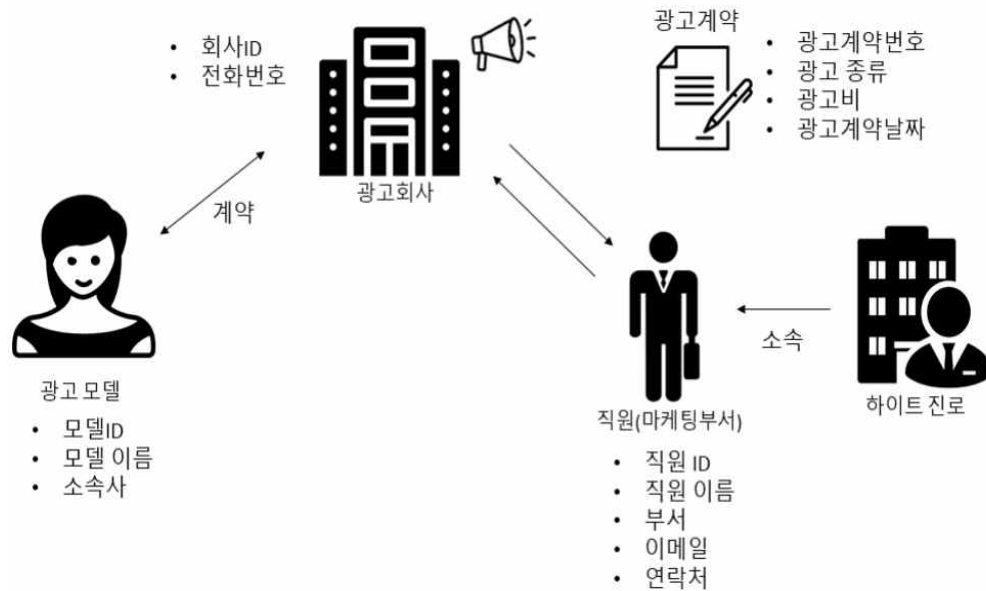 • 회사ID
• 전화번호
광고회사
광고계약
• 광고계약번호
• 광고 종류
• 광고비
• 광고계약날짜
계약
광고 모델
• 모델ID
• 모델 이름
• 소속사
소속
하이트 진로
직원(마케팅부서)
• 직원 ID
• 직원 이름
• 부서
• 이메일
• 연락처